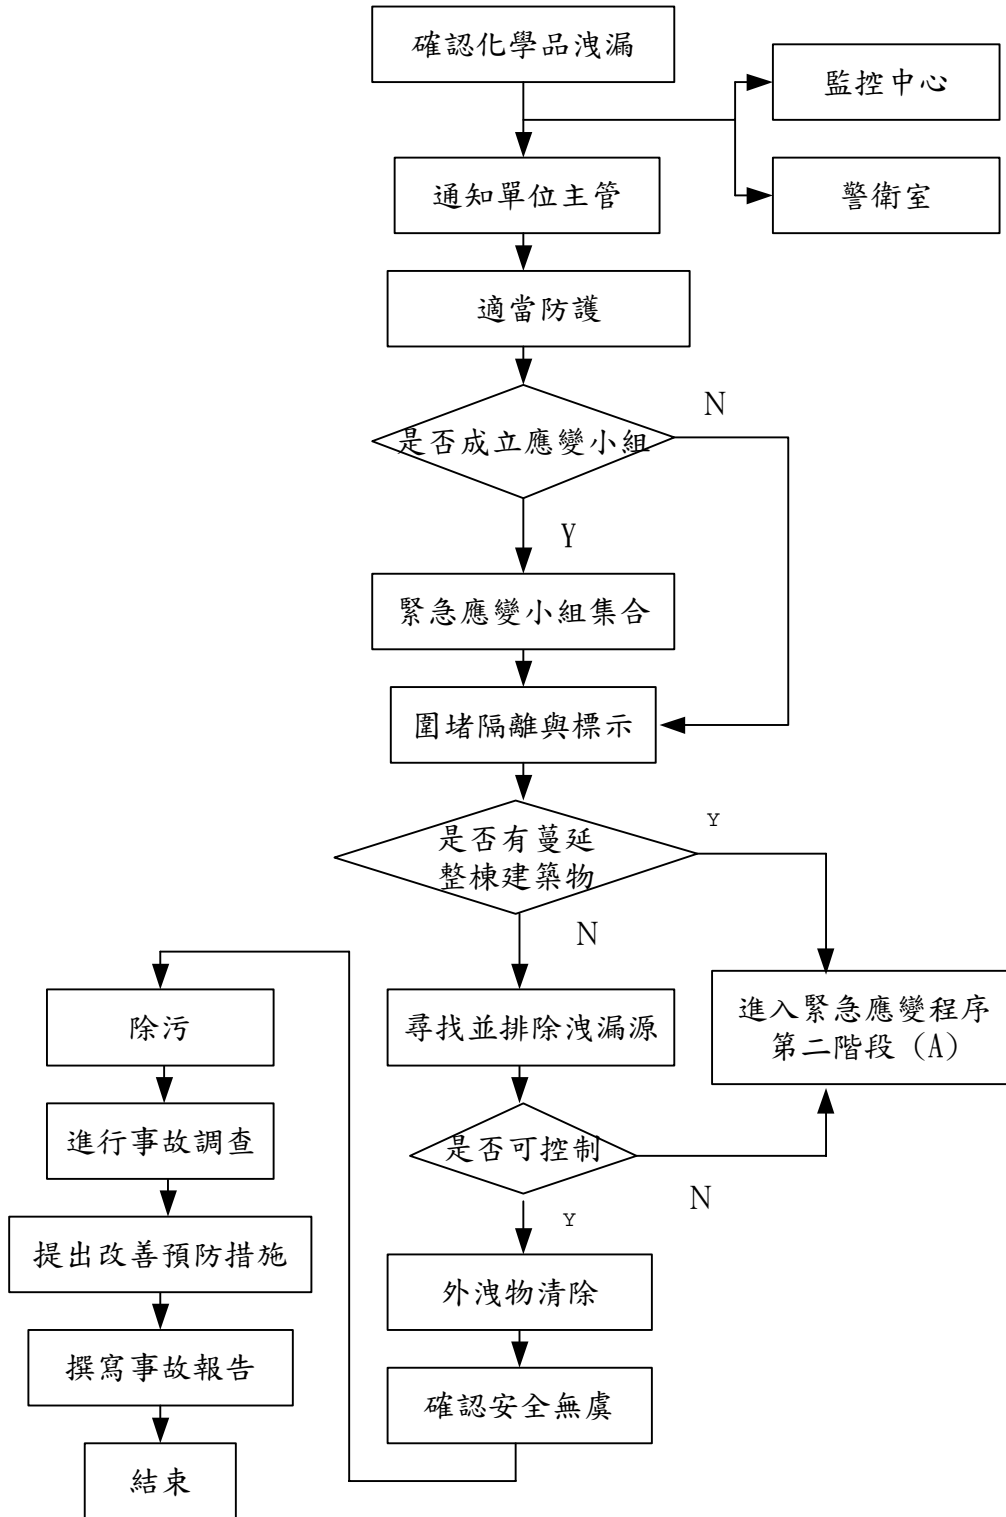 確認化學品洩漏
監控中心
通知單位主管
警衛室
適當防護
N
是否成立應變小組
Y
緊急應變小組集合
圍堵隔離與標示
Y
是否有蔓延
整棟建築物
N
進入緊急應變程序
第二階段 (A)
尋找並排除洩漏源
是否可控制
N
Y
外洩物清除
確認安全無虞
除污
進行事故調查
提出改善預防措施
撰寫事故報告
結束